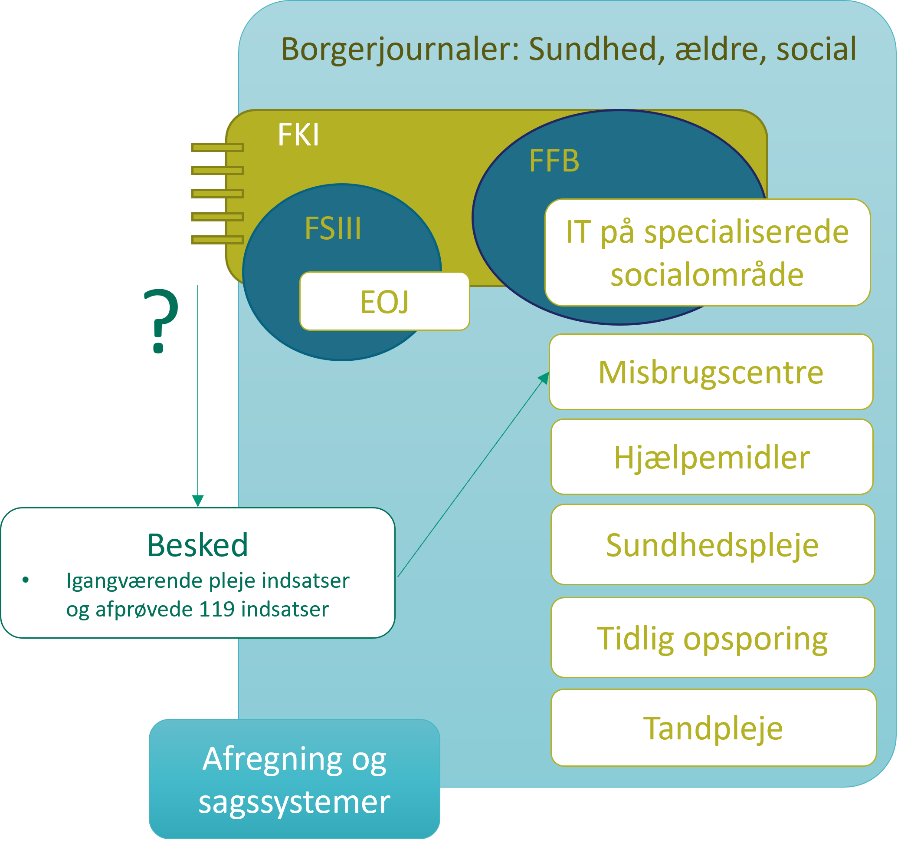 Borgerjournaler: Sundhed, ældre, social
FKI
FFB
FSIII
IT på specialiserede
socialområde
EOJ
?
Misbrugscentre
Hjælpemidler
Sundhedspleje
Besked
• Igangværende pleje indsatser
og afprøvede 119 indsatser
Tidlig opsporing
Tandpleje
Afregning og
sagssystemer